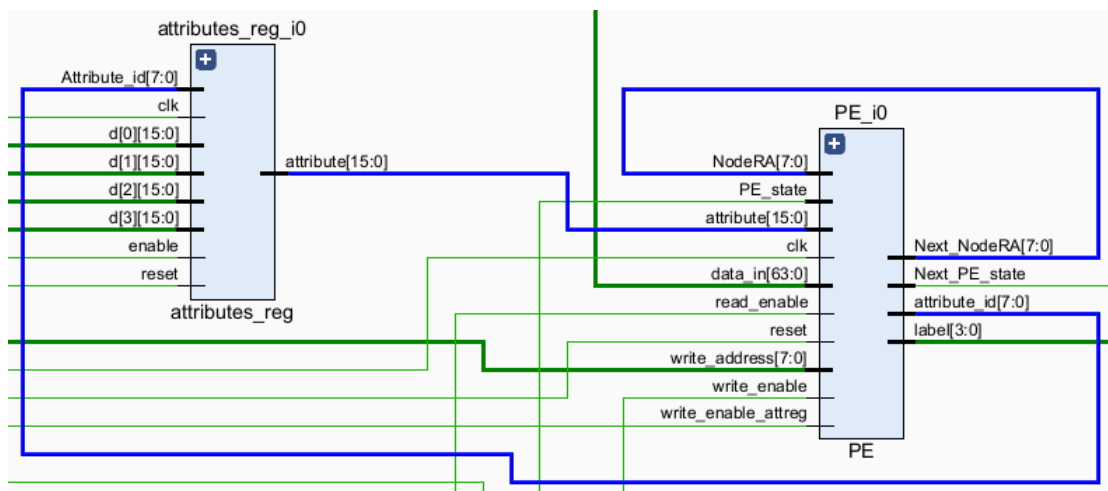 attributes_reg_i0
Attribute_id[7:0]
clk
d[0][15:0]
d[1][15:0]
d[2][15:0]
d[3][15:0]
enable
reset
attribute[15:0]
attributes_reg
PE_i0
NodeRA[7:0]
PE_state
attribute[15:0]
clk
data_in[63:0]
read_enable
reset
write_address[7:0]
write_enable
write_enable_attreg
Next_NodeRA[7:0]
Next_PE_state
attribute_id[7:0]
label[3:0]
PE